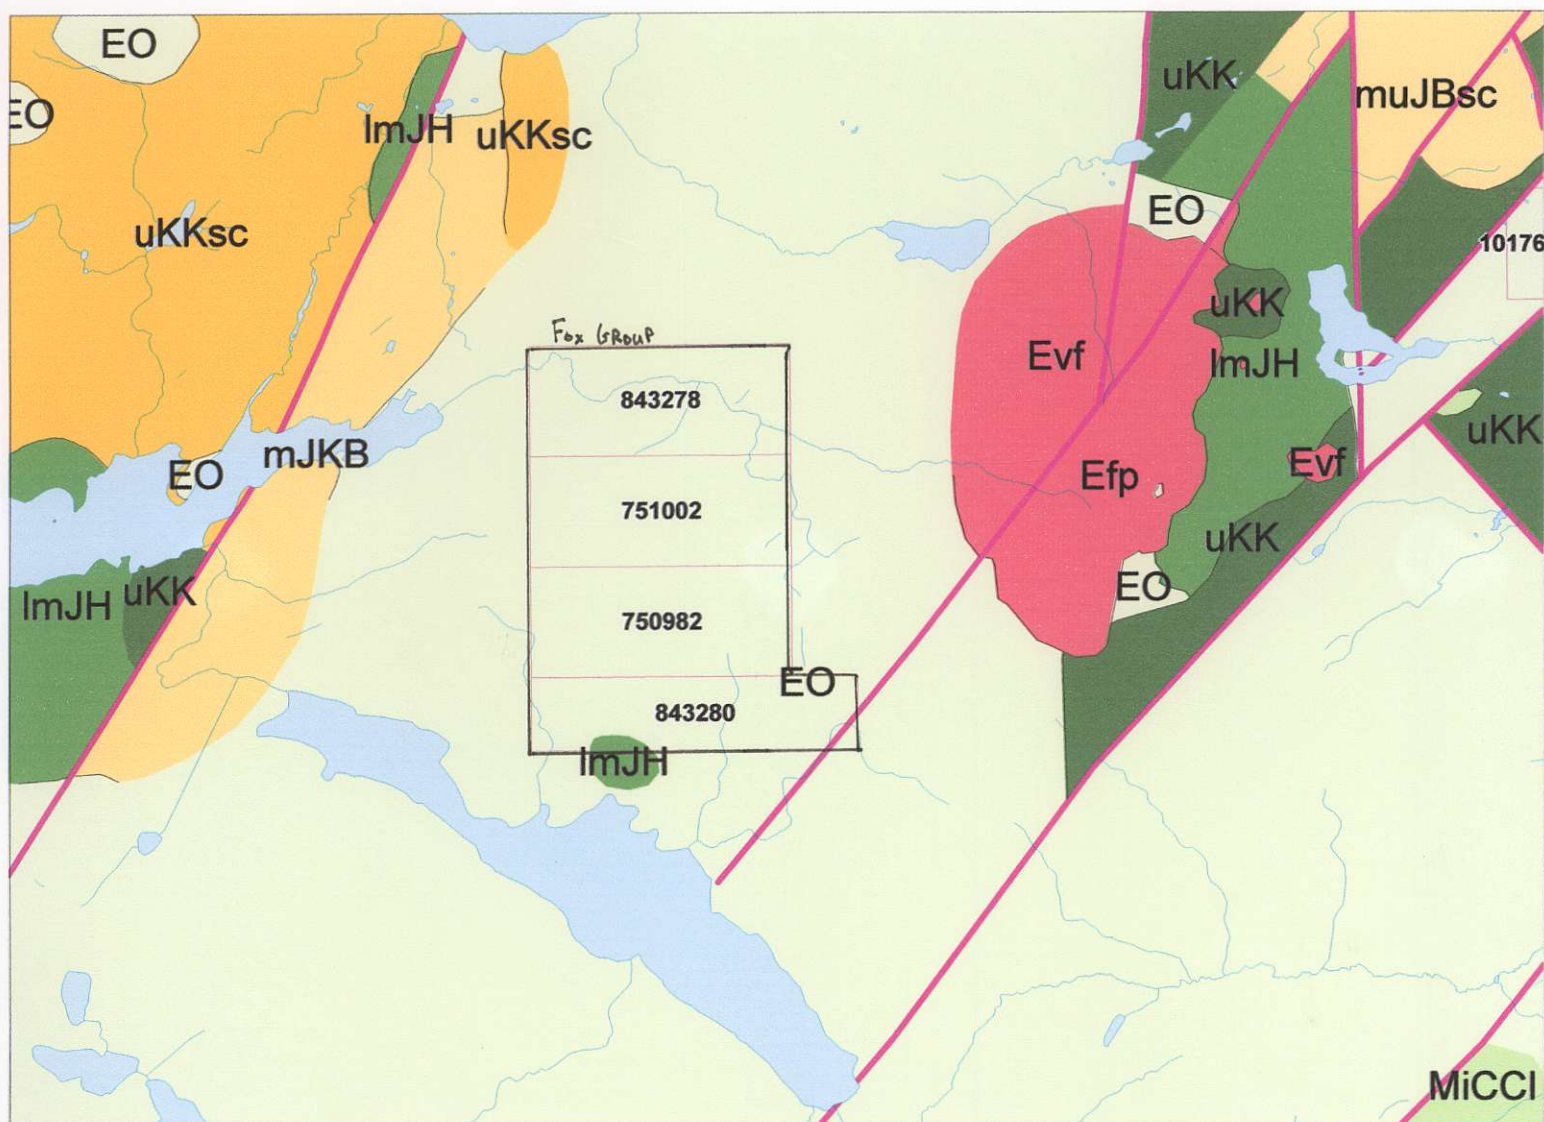 EO
uKK
muJBsc
EO
lmJH
uKKsc
EO
uKKsc
10176
uKK
Fox GROUP
Evf
lmJH
843278
uKK
mJKB
EO
Evf
Efp
751002
uKK
EO
lmJH
uKK
750982
EO
843280
lmJH
MiCCl